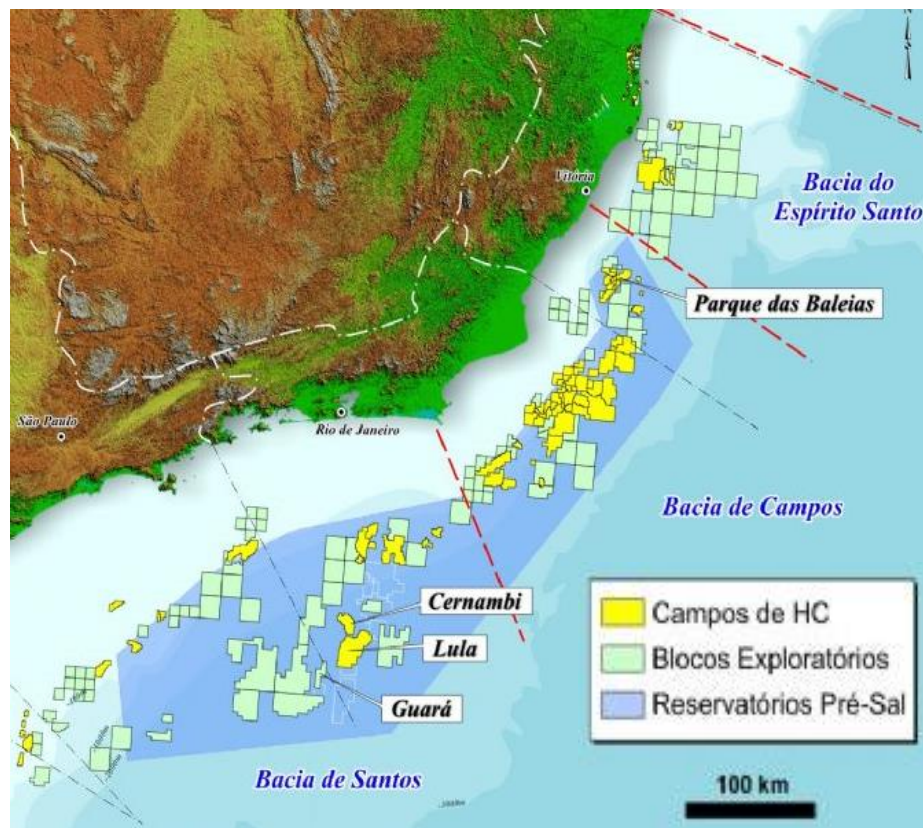 Vitória
Bacia do
Espírito Santo
Parque das Baleias
São Paulo
Rio de Janeiro
Bacia de Campos
Cernambi
Lula
Guará
Bacia de Santos
Campos de HC
Blocos Exploratórios
Reservatórios Pré-Sal
100 km